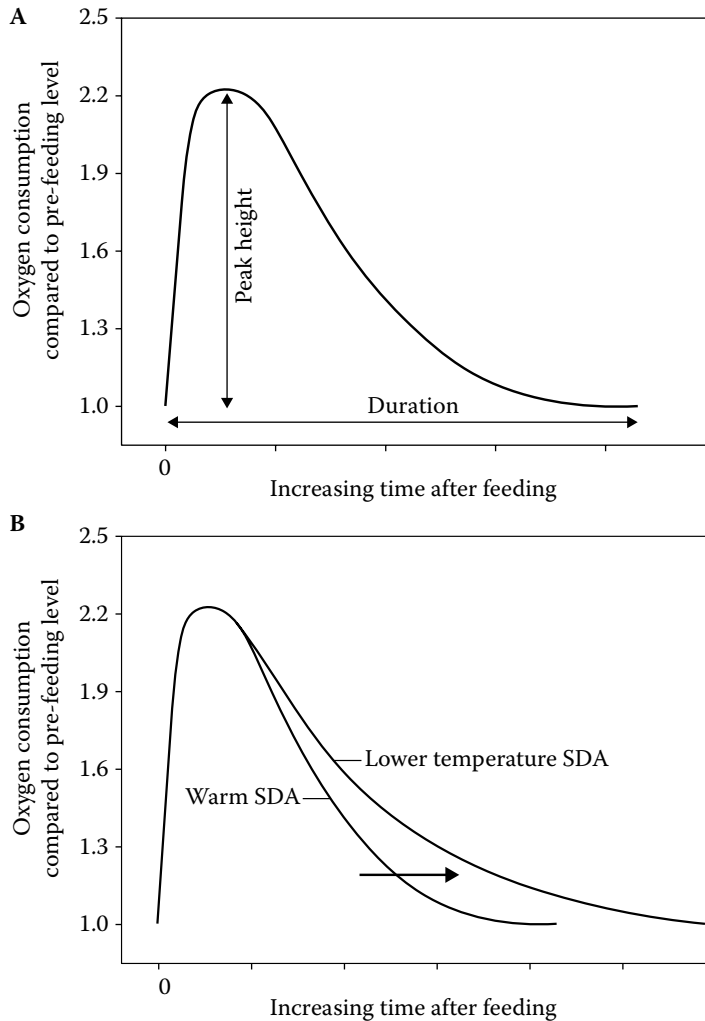 A
2.5
2.2
1.9
1.6
1.3
1.0
Oxygen consumption
compared to pre-feeding level
Peak height
Duration
0
Increasing time after feeding
B
2.5
2.2
1.9
1.6
1.3
1.0
Oxygen consumption
compared to pre-feeding level
Lower temperature SDA
Warm SDA
0
Increasing time after feeding